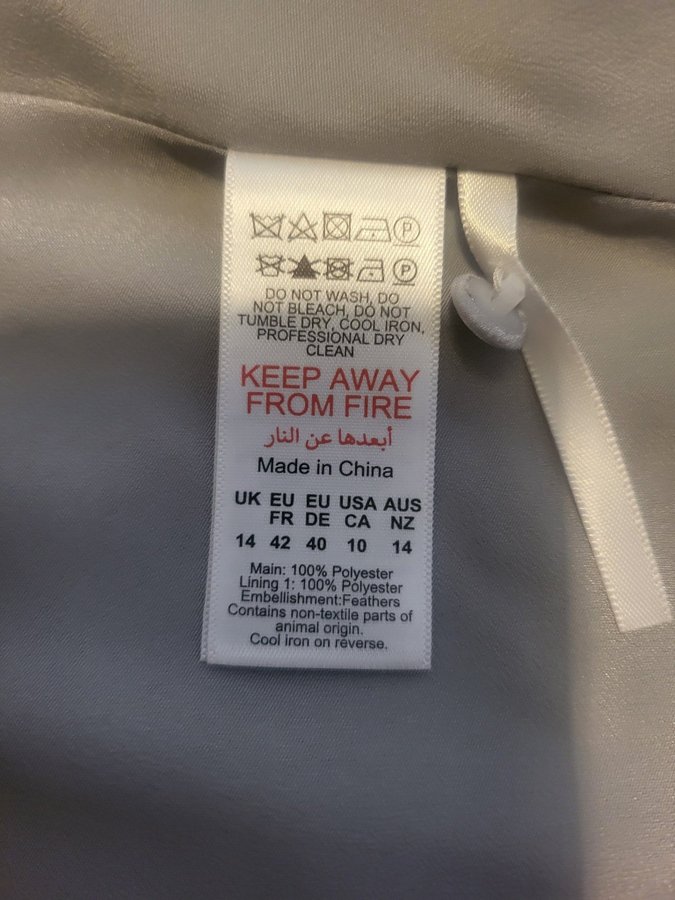 P
P
DO NOT WASH, DO
NOT BLEACH, DO NOT
TUMBLE DRY, COOL IRON,
PROFESSIONAL DRY
CLEAN
KEEP AWAY
FROM FIRE
أبعدها عن النار
Made in China
UK EU EU USA AUS
FR DE CA NZ
14 42 40 10 14
Main: 100% Polyester
Lining 1: 100% Polyester
Embellishment:Feathers
Contains non-textile parts of
animal origin.
Cool iron on reverse.